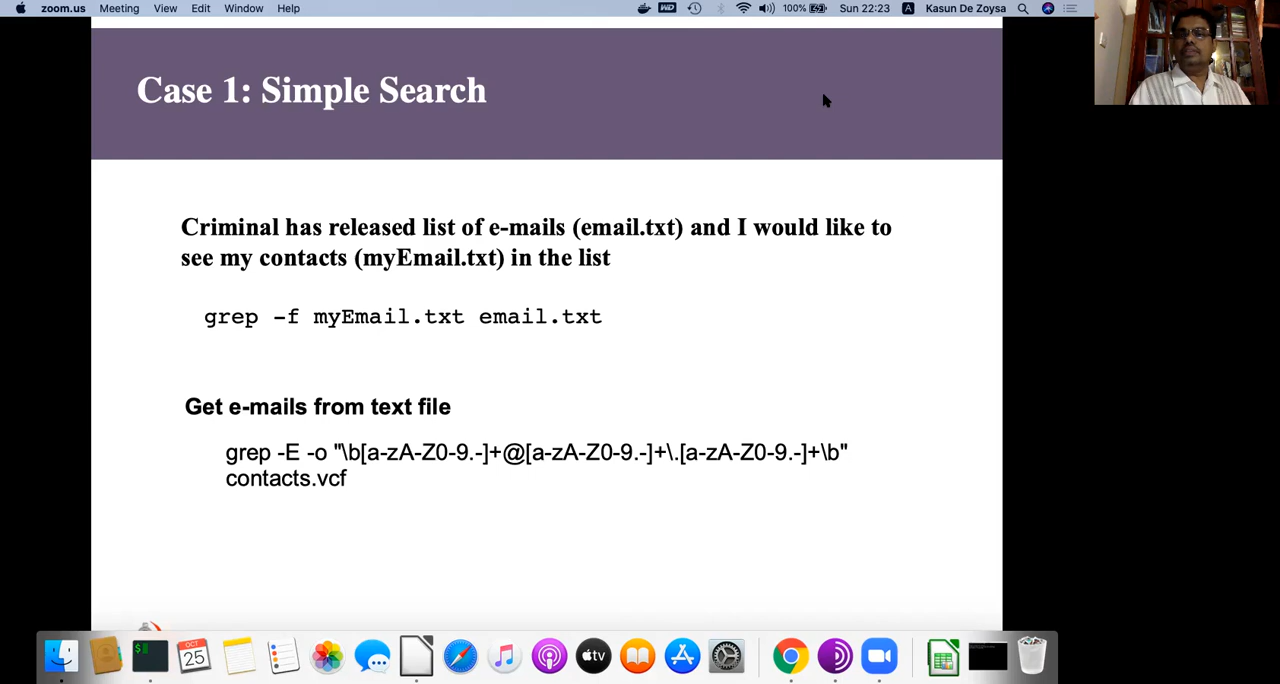 zoom.us Meeting View Edit Window Help 100% Sun 22:23 A Kasun De Zoysa
Case 1: Simple Search
Criminal has released list of e-mails (email.txt) and I would like to
see my contacts (myEmail.txt) in the list
grep -f myEmail.txt email.txt
Get e-mails from text file
grep -E -o "\b[a-zA-Z0-9.-]+@[a-zA-Z0-9.-]+\.[a-zA-Z0-9.-]+\b"
contacts.vcf
OCT
25
tv